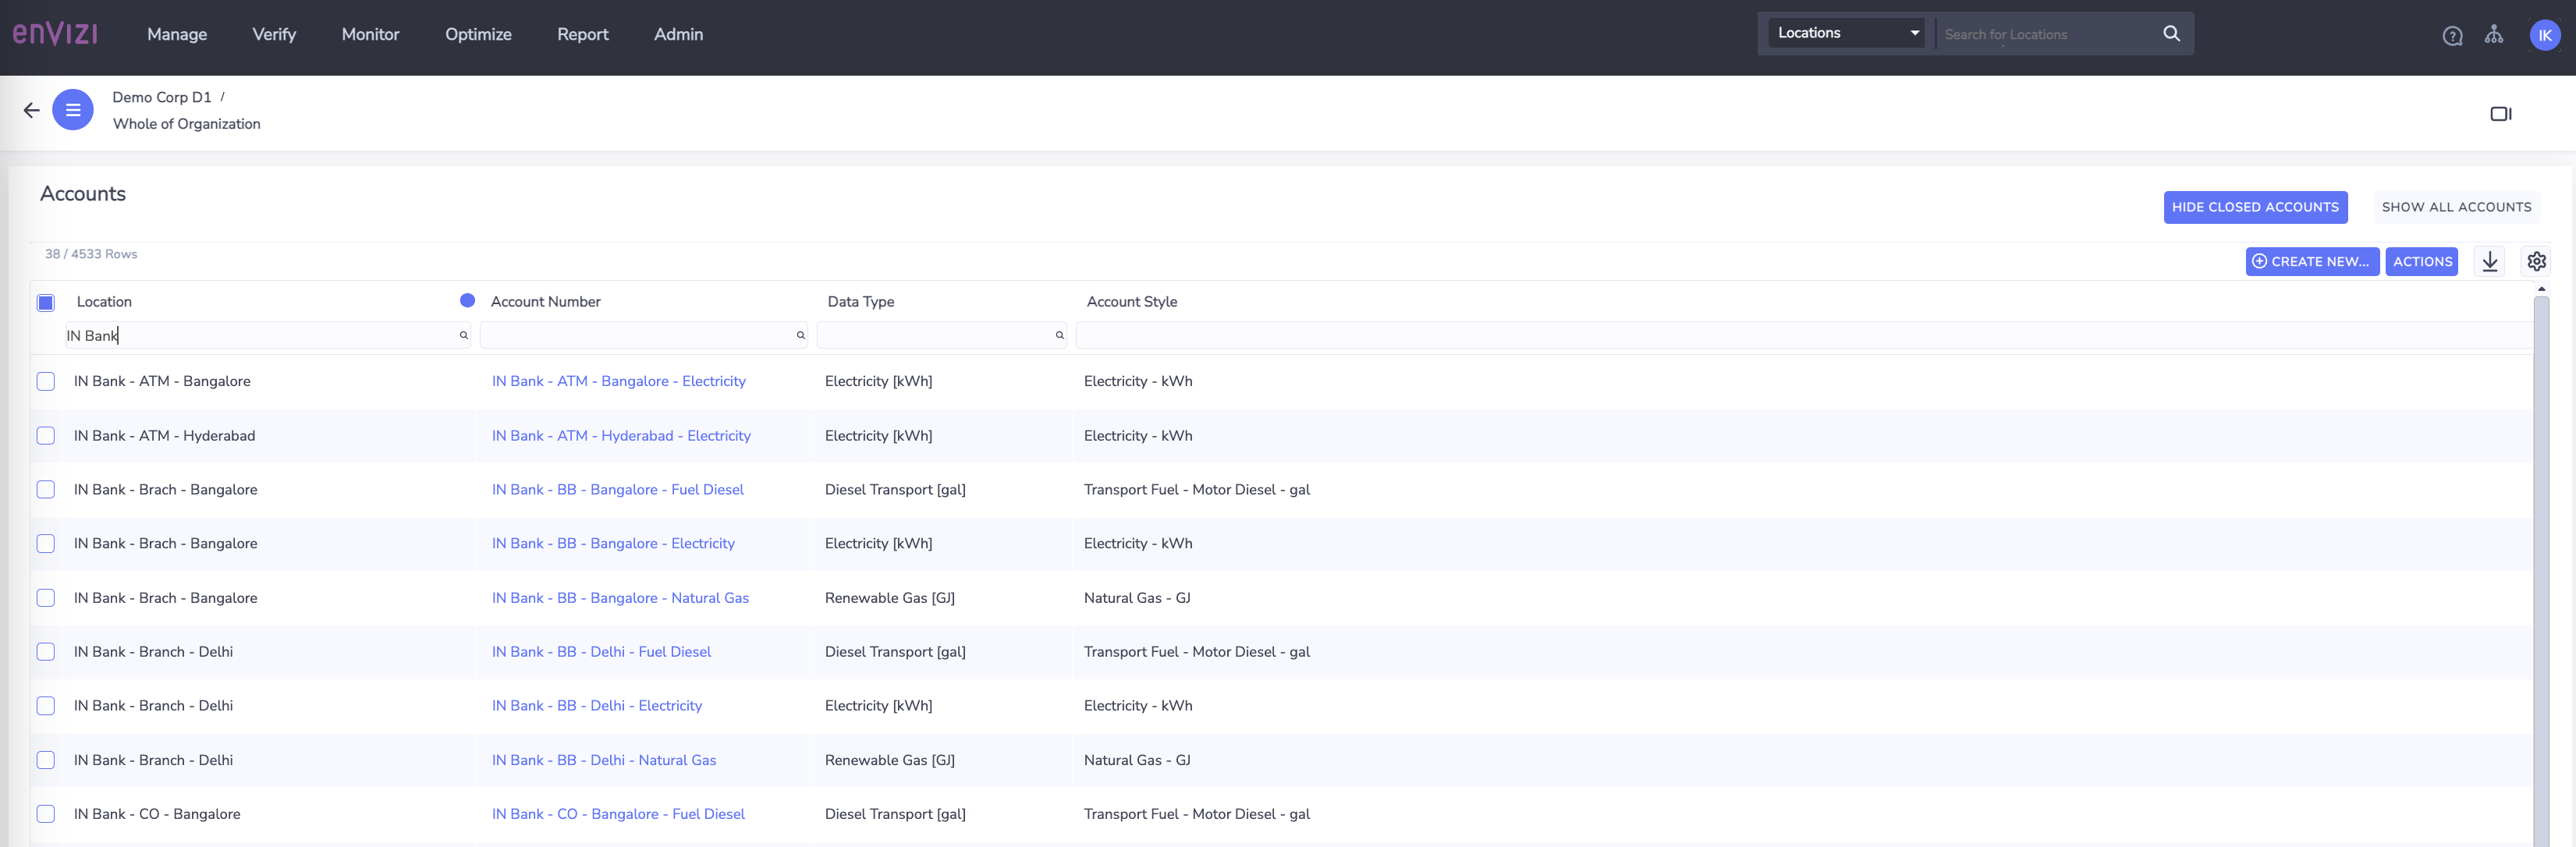 enVIZI Manage Verify Monitor Optimize Report Admin Locations Search for Locations IK
Demo Corp D1 /
Whole of Organization
Accounts
HIDE CLOSED ACCOUNTS SHOW ALL ACCOUNTS
38 / 4533 Rows
CREATE NEW... ACTIONS
Location Account Number Data Type Account Style
IN Bank
IN Bank - ATM - Bangalore IN Bank - ATM - Bangalore - Electricity Electricity [kWh] Electricity - kWh
IN Bank - ATM - Hyderabad IN Bank - ATM - Hyderabad - Electricity Electricity [kWh] Electricity - kWh
IN Bank - Brach - Bangalore IN Bank - BB - Bangalore - Fuel Diesel Diesel Transport [gal] Transport Fuel - Motor Diesel - gal
IN Bank - Brach - Bangalore IN Bank - BB - Bangalore - Electricity Electricity [kWh] Electricity - kWh
IN Bank - Brach - Bangalore IN Bank - BB - Bangalore - Natural Gas Renewable Gas [GJ] Natural Gas - GJ
IN Bank - Branch - Delhi IN Bank - BB - Delhi - Fuel Diesel Diesel Transport [gal] Transport Fuel - Motor Diesel - gal
IN Bank - Branch - Delhi IN Bank - BB - Delhi - Electricity Electricity [kWh] Electricity - kWh
IN Bank - Branch - Delhi IN Bank - BB - Delhi - Natural Gas Renewable Gas [GJ] Natural Gas - GJ
IN Bank - CO - Bangalore IN Bank - CO - Bangalore - Fuel Diesel Diesel Transport [gal] Transport Fuel - Motor Diesel - gal